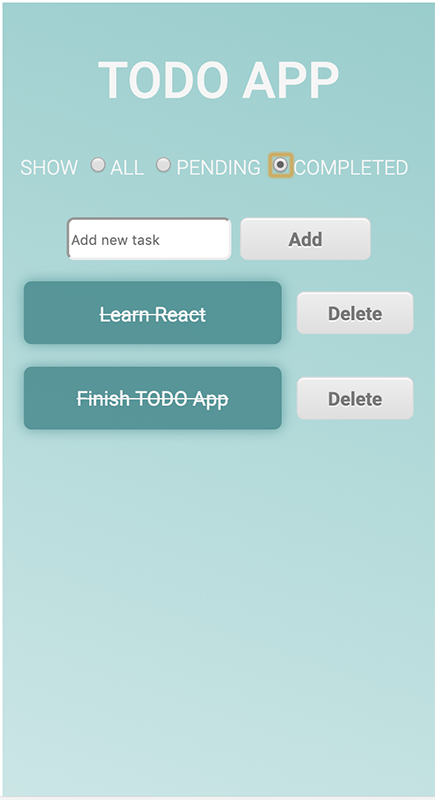 TODO APP
SHOW ALL PENDING COMPLETED
Add new task Add
Learn React Delete
Finish TODO App Delete